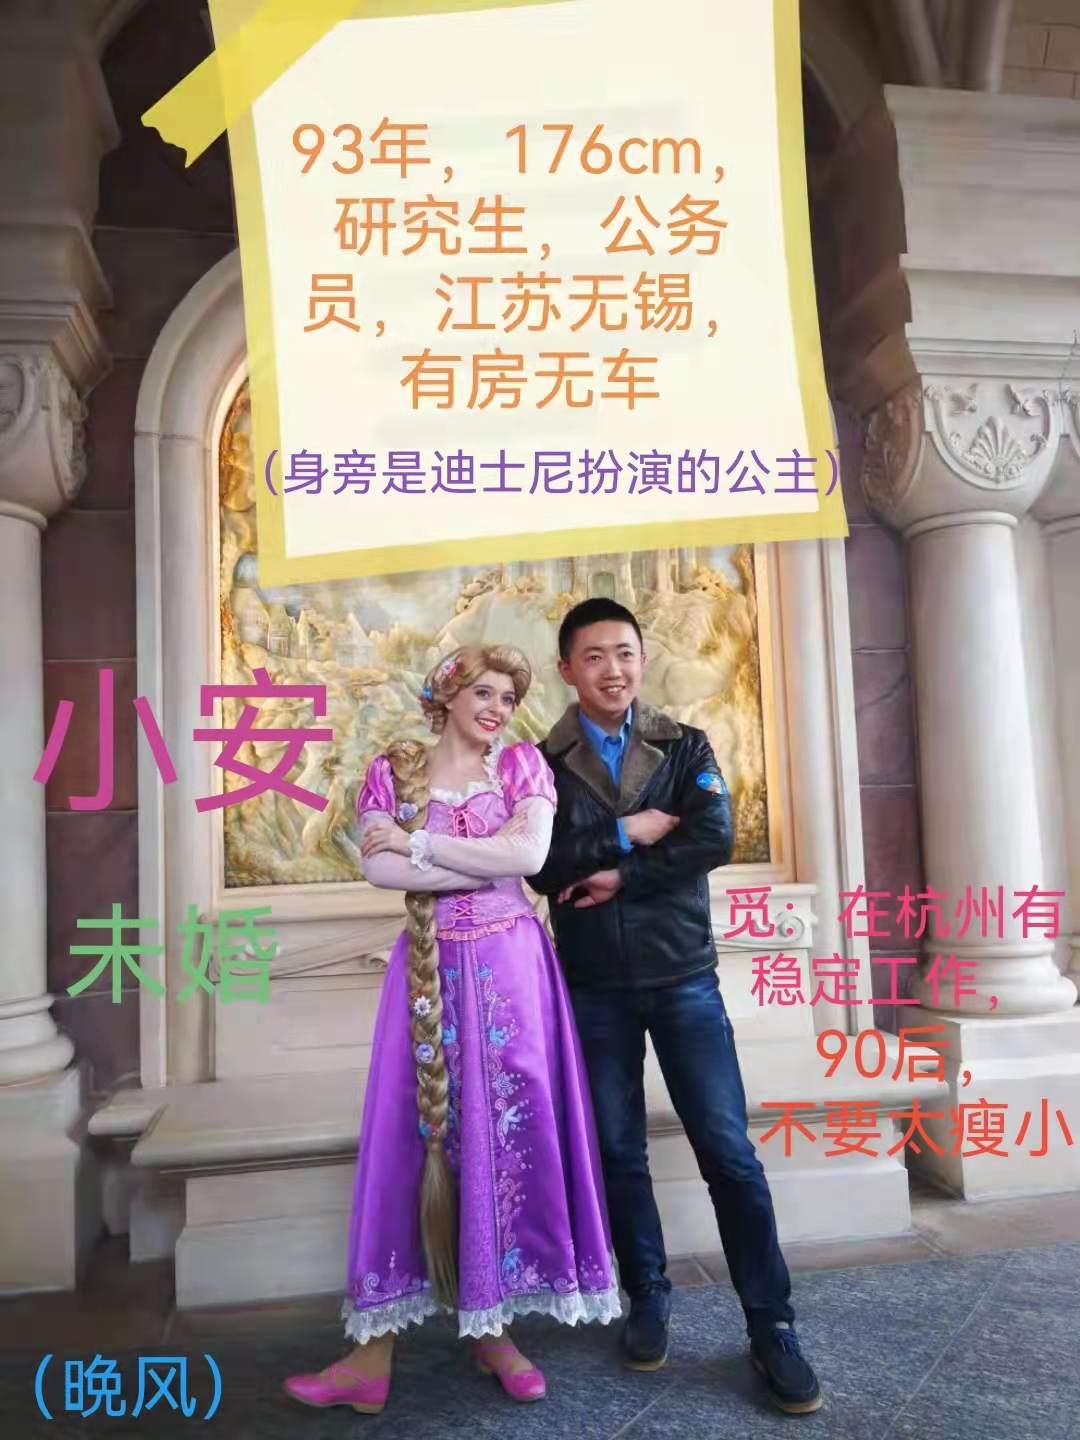 93年，176cm，
研究生，公务
员，江苏无锡，
有房无车
（身旁是迪士尼扮演的公主）
小安
未婚
觅：在杭州有
稳定工作，
90后，
不要太瘦小
（晚风）